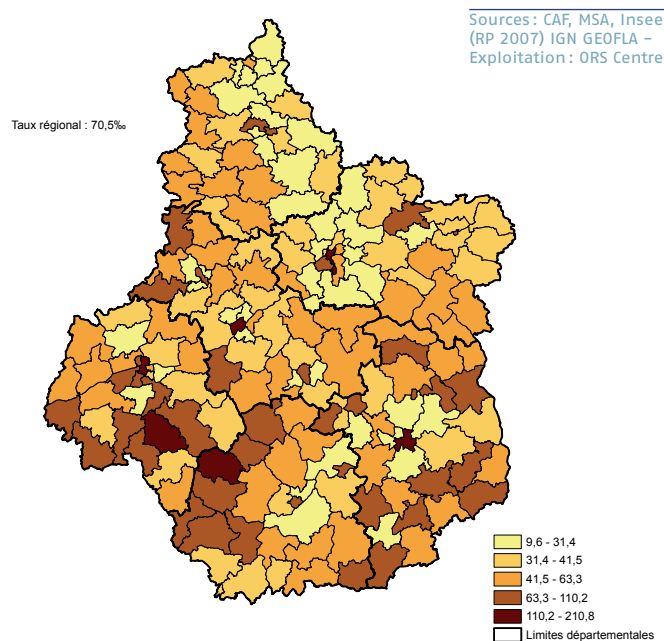 Sources : CAF, MSA, Insee
(RP 2007) IGN GEOFLA –
Exploitation : ORS Centre
Taux régional : 70,5‰
9,6 - 31,4
31,4 - 41,5
41,5 - 63,3
63,3 - 110,2
110,2 - 210,8
Limites départementales